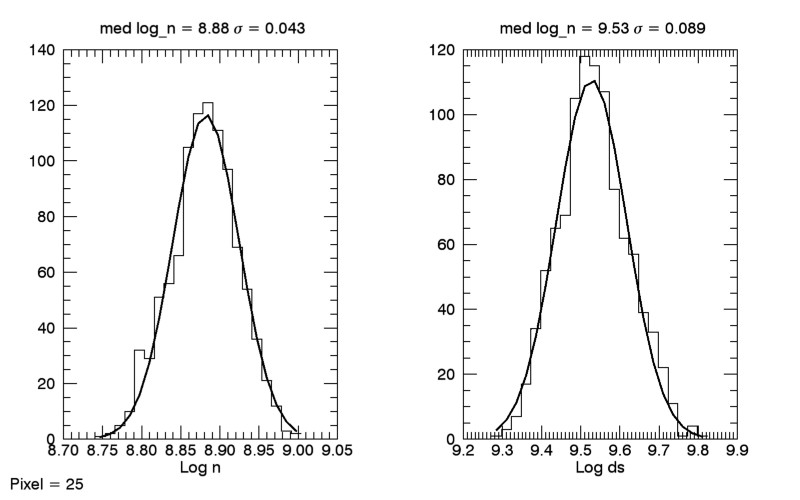 med log_n = 8.88 σ = 0.043
140
120
100
80
60
40
20
0
8.70 8.75 8.80 8.85 8.90 8.95 9.00 9.05
Log n
med log_n = 9.53 σ = 0.089
120
100
80
60
40
20
0
9.2 9.3 9.4 9.5 9.6 9.7 9.8 9.9
Log ds
Pixel = 25